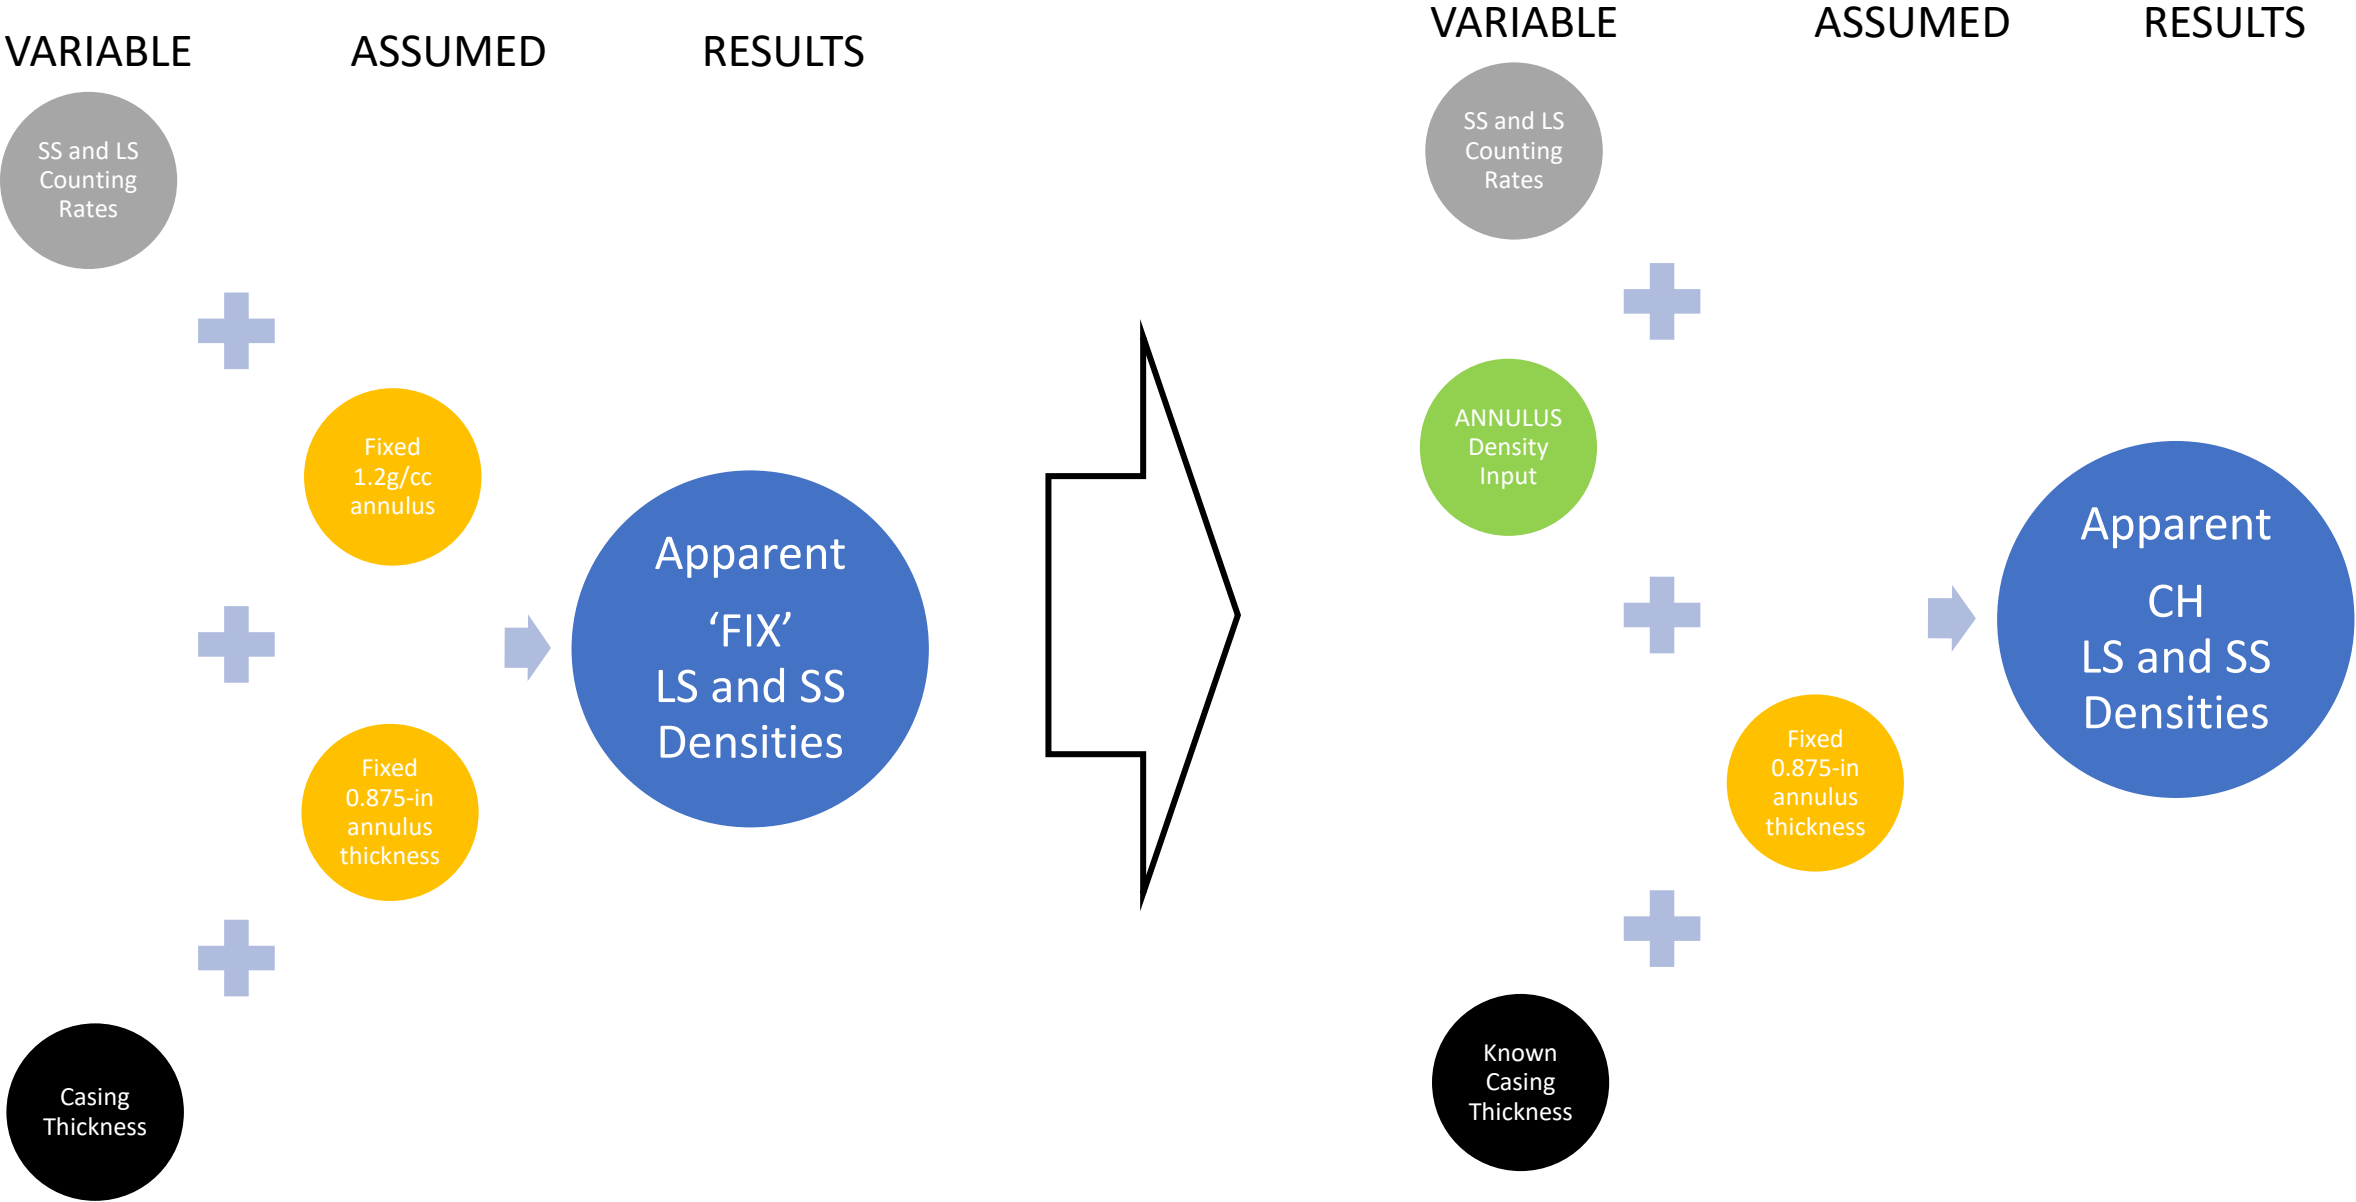 VARIABLE
ASSUMED
RESULTS
SS and LS
Counting
Rates
Fixed
1.2g/cc
annulus
Fixed
0.875-in
annulus
thickness
Casing
Thickness
Apparent
‘FIX’
LS and SS
Densities
VARIABLE
ASSUMED
RESULTS
SS and LS
Counting
Rates
ANNULUS
Density
Input
Fixed
0.875-in
annulus
thickness
Known
Casing
Thickness
Apparent
CH
LS and SS
Densities